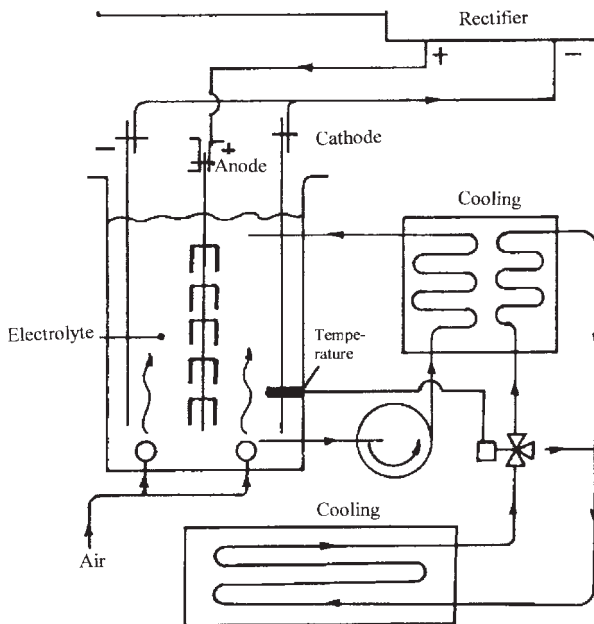 Rectifier
+
−
Cathode
−
+
Anode
Cooling
Electrolyte
Tempe-
rature
Cooling
Air